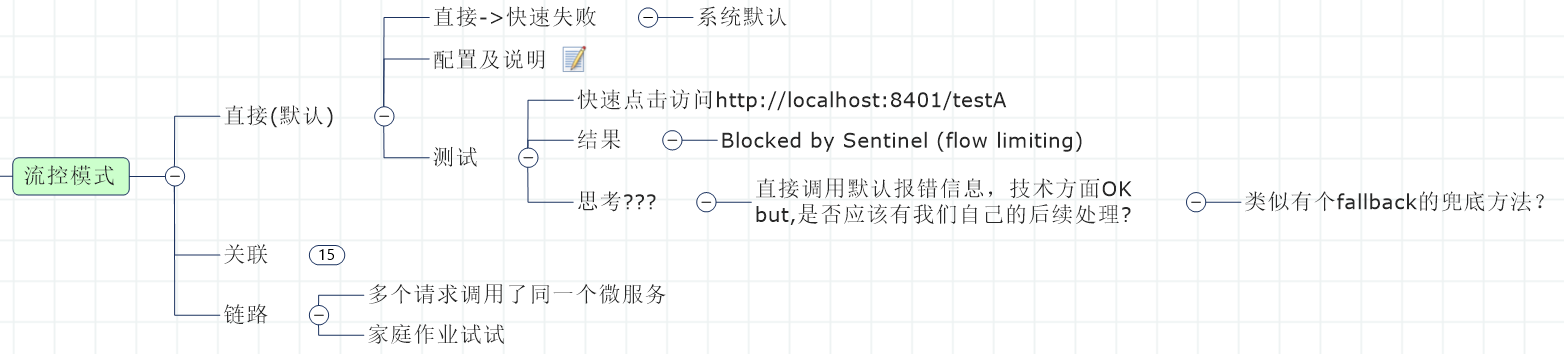 直接->快速失败
系统默认
配置及说明
直接(默认)
快速点击访问http://localhost:8401/testA
结果
Blocked by Sentinel (flow limiting)
测试
流控模式
思考???
直接调用默认报错信息，技术方面OK
but,是否应该有我们自己的后续处理?
类似有个fallback的兜底方法？
关联
15
链路
多个请求调用了同一个微服务
家庭作业试试